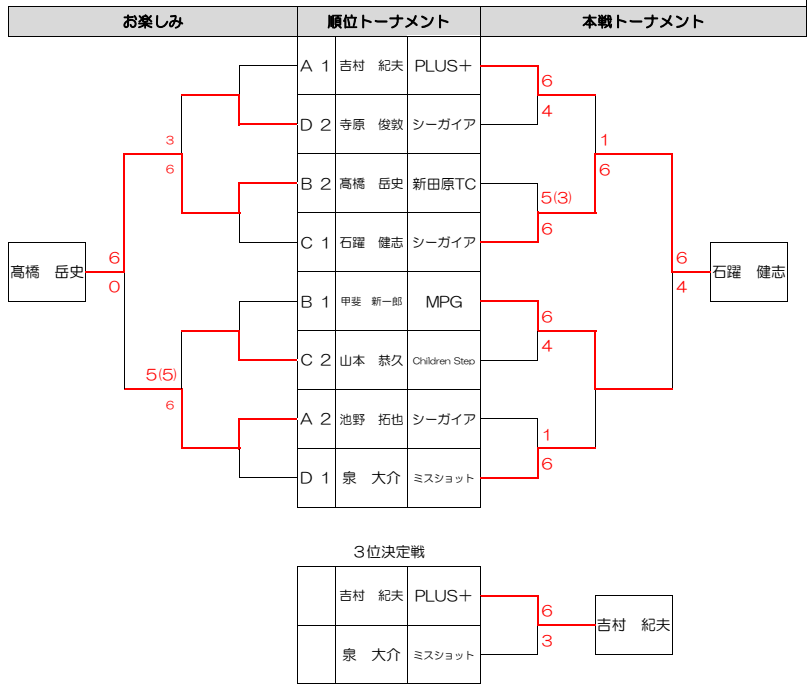 お楽しみ 順位トーナメント 本戦トーナメント
A 1 吉村 紀夫 PLUS+
6
4
D 2 寺原 俊敦 シーガイア
3
6
1
6
B 2 髙橋 岳史 新田原TC
5(3)
6
C 1 石躍 健志 シーガイア
髙橋 岳史
6
0
6
4
石躍 健志
B 1 甲斐 新一郎 MPG
6
4
C 2 山本 恭久 Children Step
5(5)
6
A 2 池野 拓也 シーガイア
1
6
D 1 泉 大介 ミスショット
3位決定戦
吉村 紀夫 PLUS+
6
3
吉村 紀夫
泉 大介 ミスショット